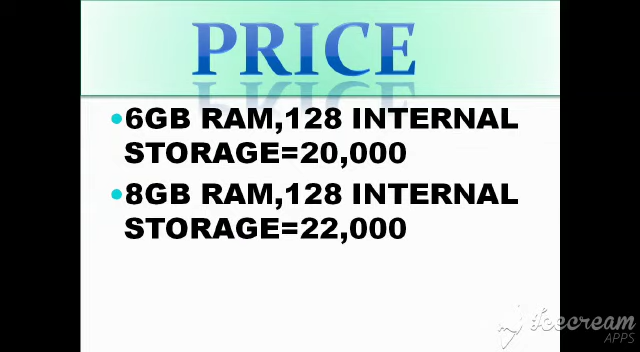 PRICE
•6GB RAM,128 INTERNAL
STORAGE=20,000
•8GB RAM,128 INTERNAL
STORAGE=22,000
Icecream
APPS